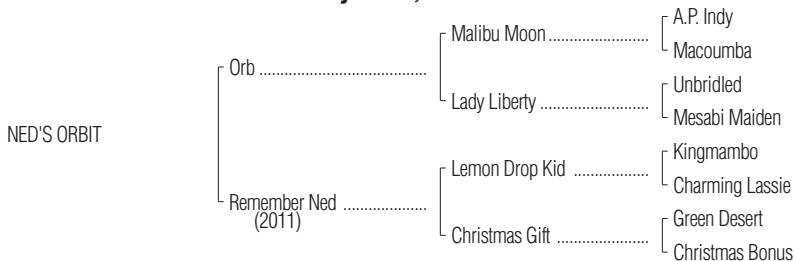 A.P. Indy
Malibu Moon ........................
Macoumba
Orb ........................................
Unbridled
Lady Liberty ..........................
Mesabi Maiden
NED'S ORBIT
Kingmambo
Lemon Drop Kid ..................
Charming Lassie
Remember Ned ....................
(2011)
Green Desert
Christmas Gift ......................
Christmas Bonus